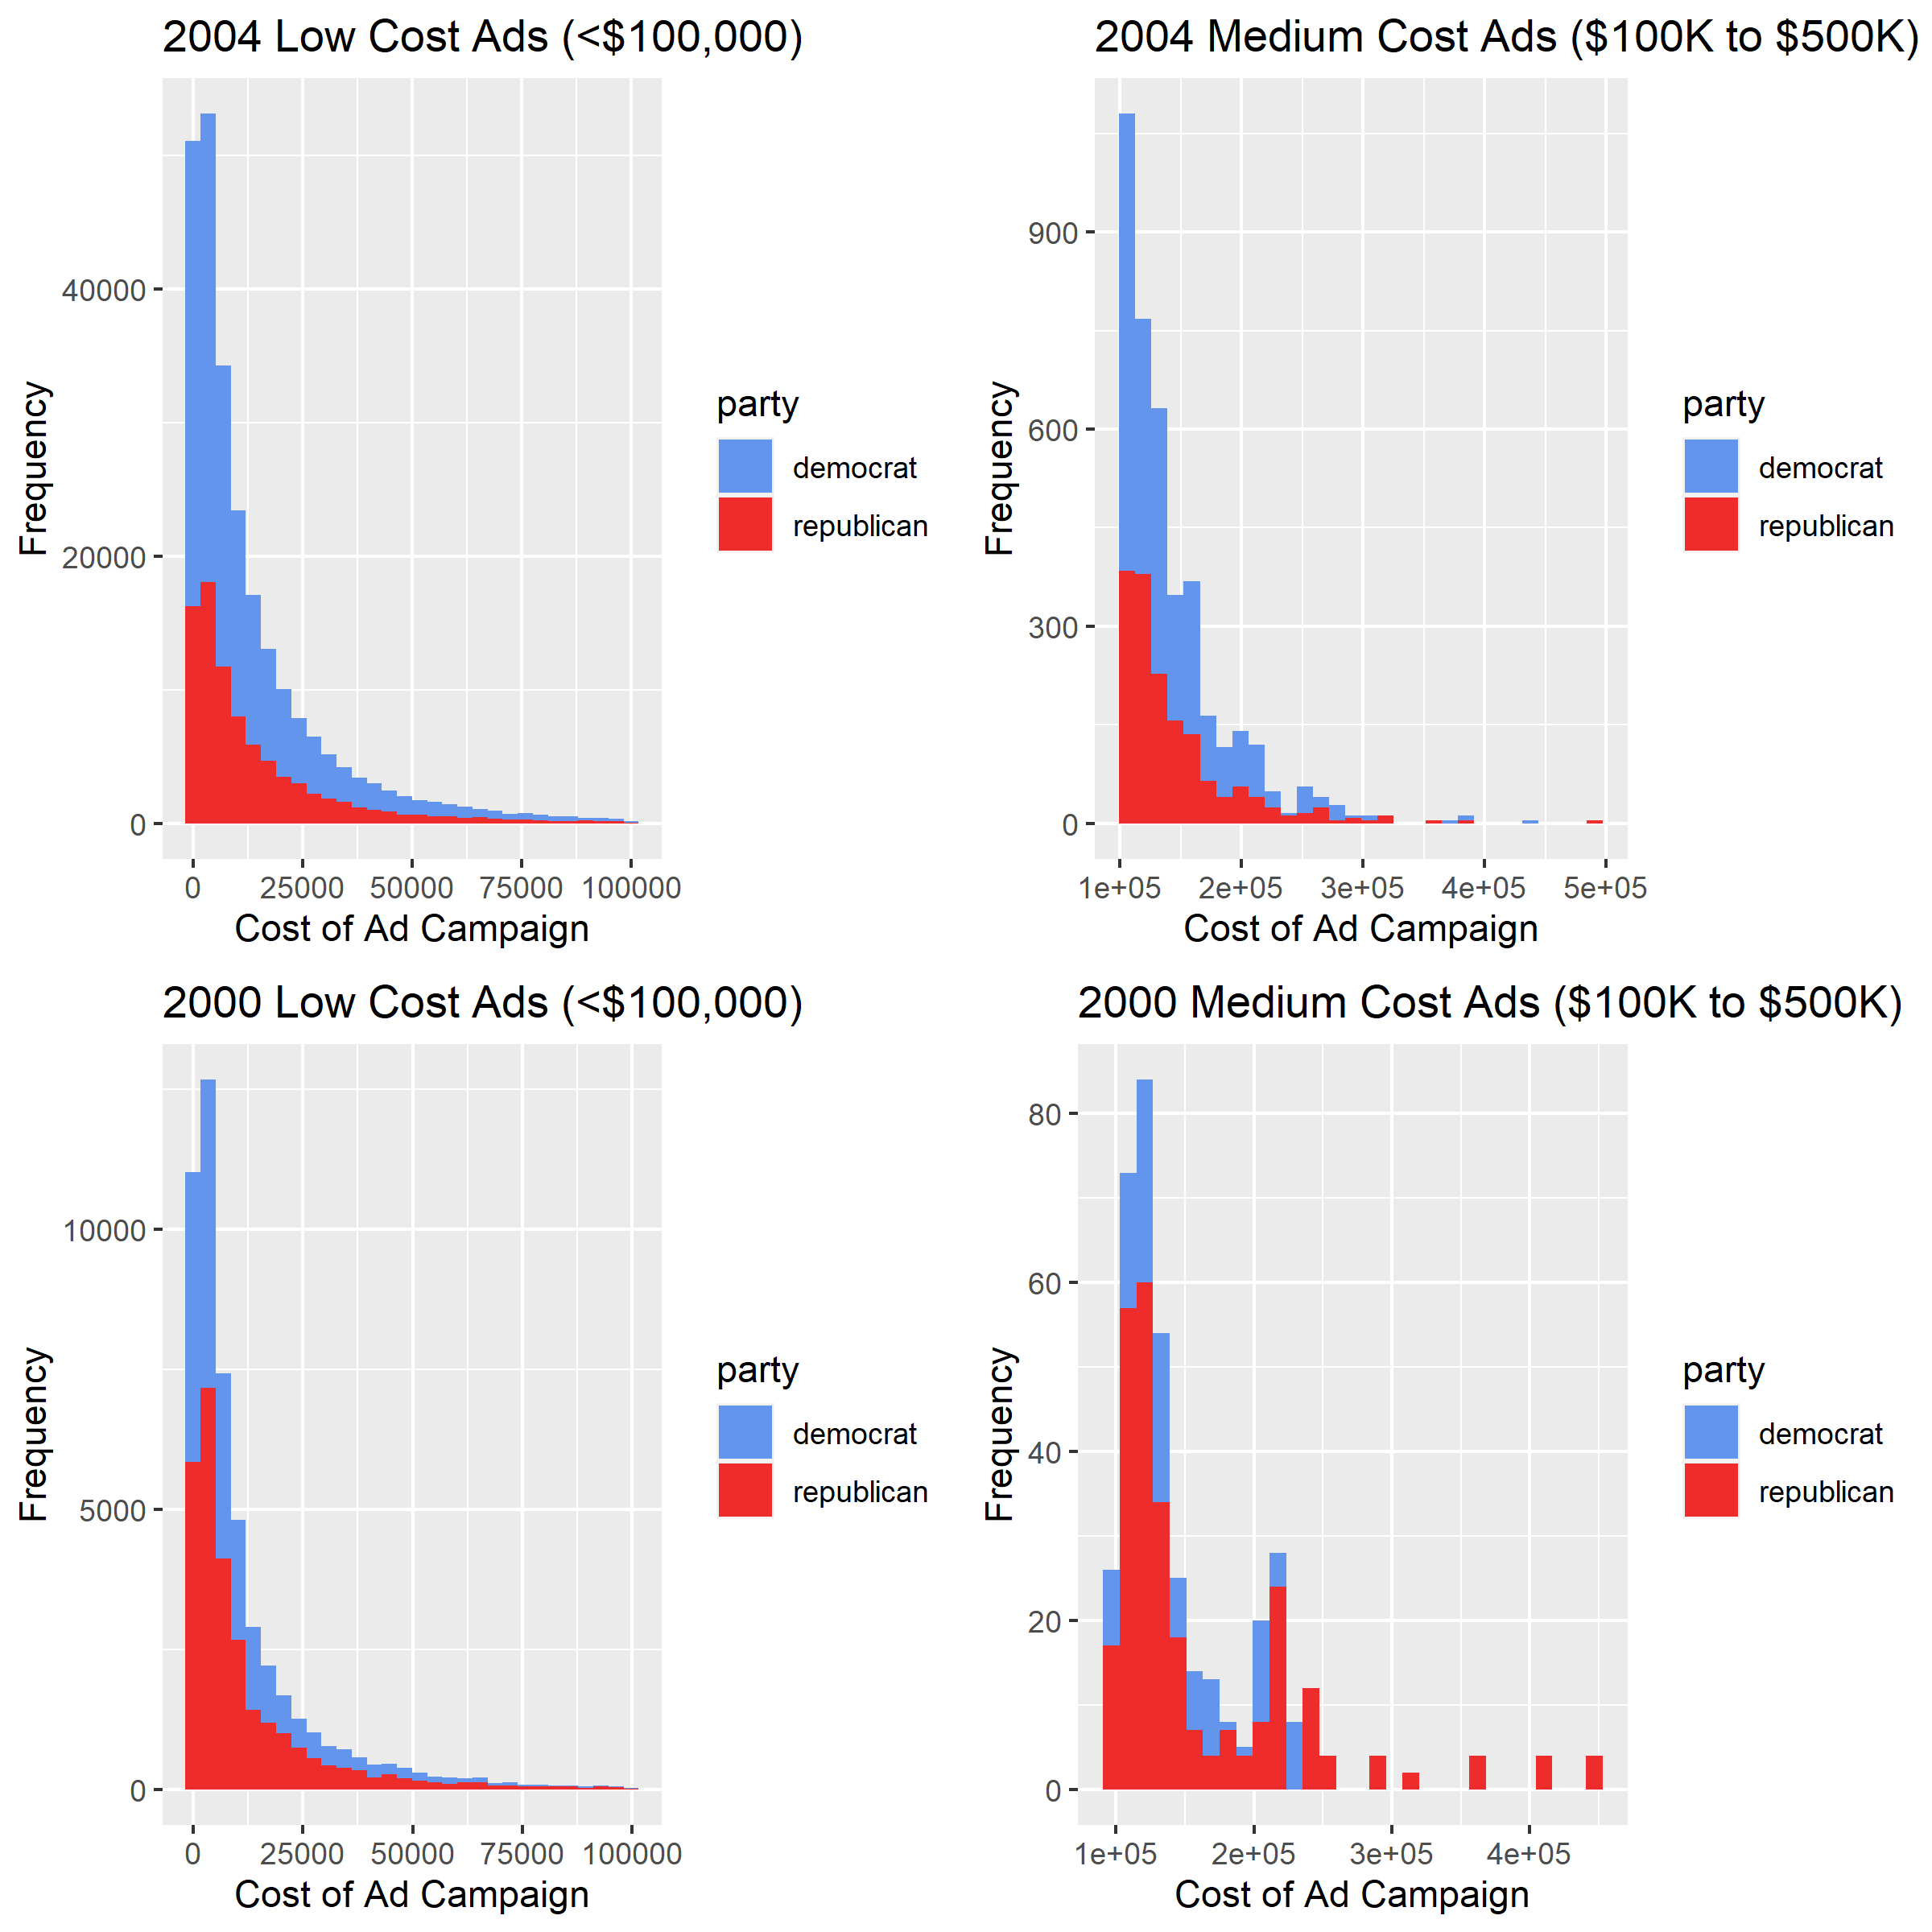 2004 Low Cost Ads (<$100,000)
Frequency
40000
20000
0
0 25000 50000 75000 100000
Cost of Ad Campaign
party
democrat
republican
2004 Medium Cost Ads ($100K to $500K)
Frequency
900
600
300
0
1e+05 2e+05 3e+05 4e+05 5e+05
Cost of Ad Campaign
party
democrat
republican
2000 Low Cost Ads (<$100,000)
Frequency
10000
5000
0
0 25000 50000 75000 100000
Cost of Ad Campaign
party
democrat
republican
2000 Medium Cost Ads ($100K to $500K)
Frequency
80
60
40
20
0
1e+05 2e+05 3e+05 4e+05
Cost of Ad Campaign
party
democrat
republican